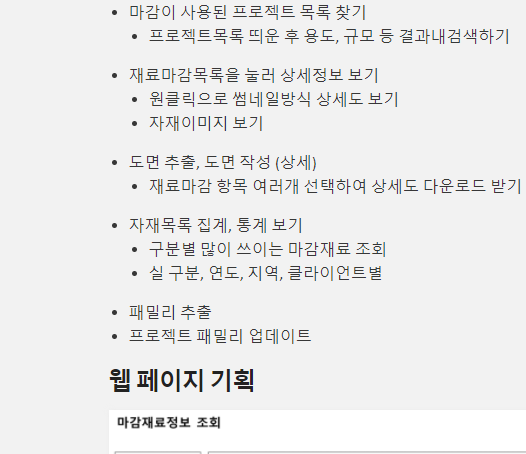 마감이 사용된 프로젝트 목록 찾기
프로젝트목록 띄운 후 용도, 규모 등 결과내검색하기
재료마감목록을 눌러 상세정보 보기
원클릭으로 썸네일방식 상세도 보기
자재이미지 보기
도면 추출, 도면 작성 (상세)
재료마감 항목 여러개 선택하여 상세도 다운로드 받기
자재목록 집계, 통계 보기
구분별 많이 쓰이는 마감재료 조회
실 구분, 연도, 지역, 클라이언트별
패밀리 추출
프로젝트 패밀리 업데이트
웹 페이지 기획
마감재료정보 조회